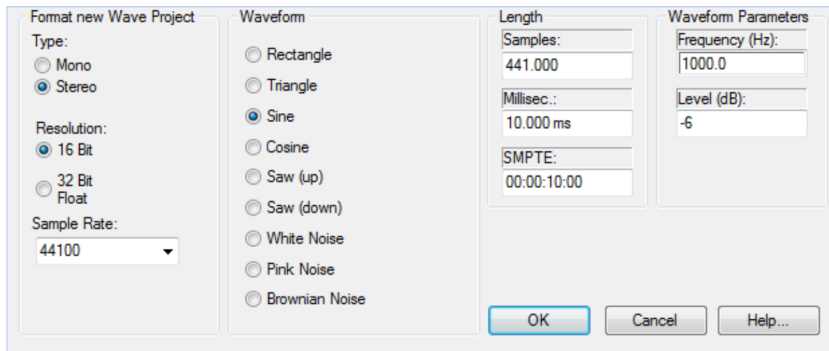 Format new Wave Project
Type:
Mono
Stereo
Resolution:
16 Bit
32 Bit
Float
Sample Rate:
44100
Waveform
Rectangle
Triangle
Sine
Cosine
Saw (up)
Saw (down)
White Noise
Pink Noise
Brownian Noise
Length
Samples:
441.000
Millisec.:
10.000 ms
SMPTE:
00:00:10:00
Waveform Parameters
Frequency (Hz):
1000.0
Level (dB):
-6
OK
Cancel
Help...